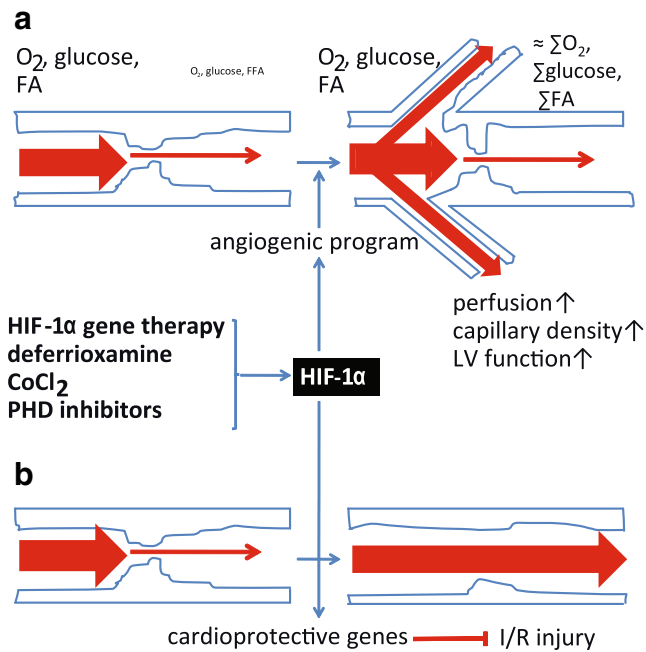 a
O2, glucose,
FA
O2, glucose, FFA
O2, glucose,
FA
≈ ∑O2,
∑glucose,
∑FA
angiogenic program
perfusion↑
capillary density↑
LV function↑
HIF-1α gene therapy
deferrioxamine
CoCl2
PHD inhibitors
HIF-1α
b
cardioprotective genes
I/R injury